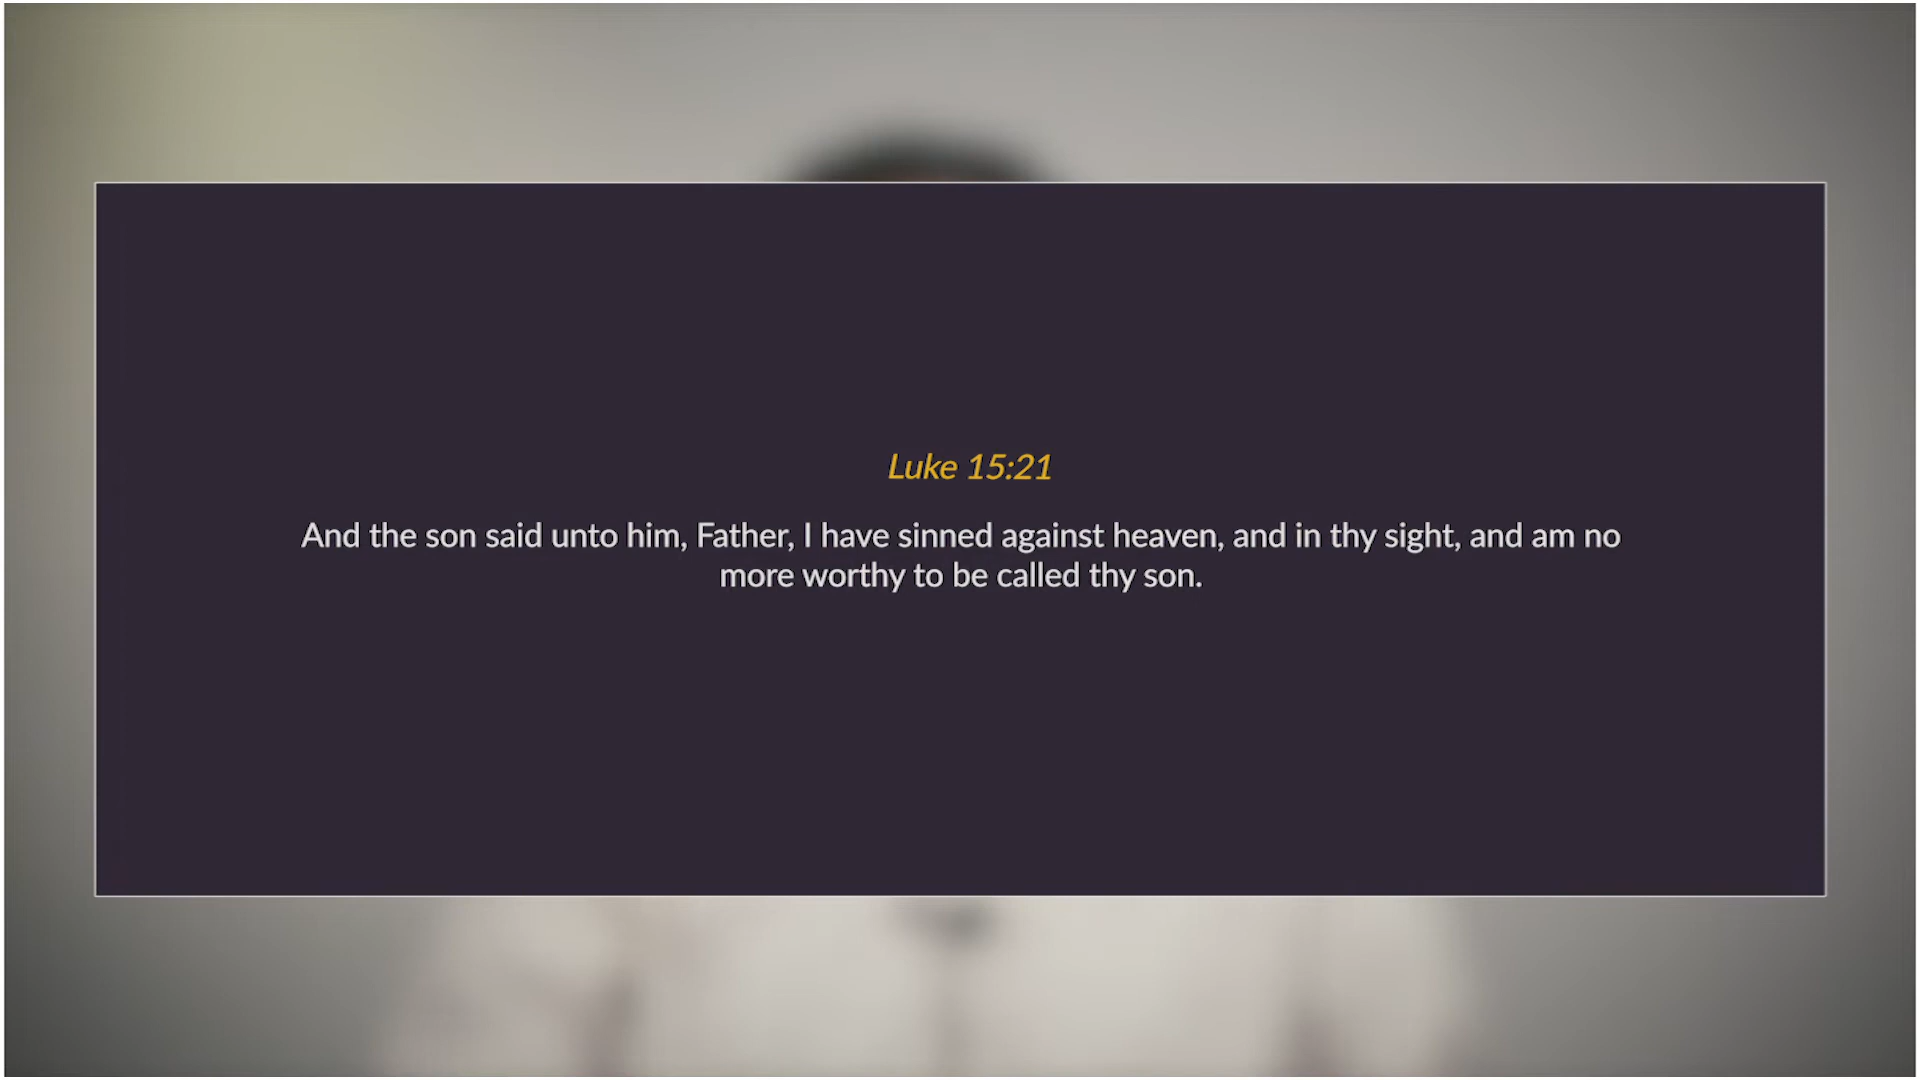 Luke 15:21
And the son said unto him, Father, I have sinned against heaven, and in thy sight, and am no
more worthy to be called thy son.